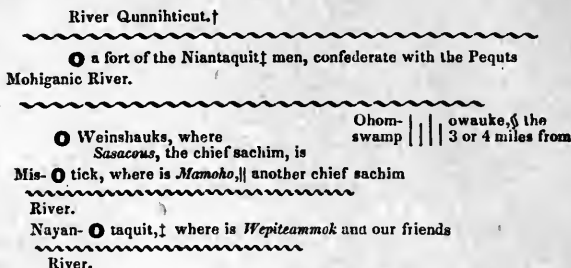 River Qunnihticut.†
O a fort of the Niantaquit‡ men, confederate with the Pequts
Mohiganic River.
Ohom- |||| owauke,§ the
O Weinshauks, where swamp |||| 3 or 4 miles from
Sasacous, the chief sachim, is
Mis- O tick, where is Mamoho,|| another chief sachim
River.
Nayan- O taquit,‡ where is Wepiteammok and our friends
River.